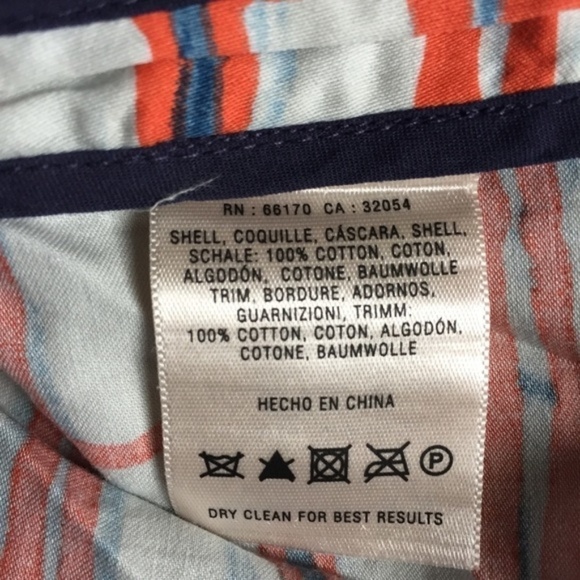 RN : 66170 CA : 32054
SHELL, COQUILLE, CÁSCARA, SHELL,
SCHALE: 100% COTTON, COTON,
ALGODÓN, COTONE, BAUMWOLLE
TRIM, BORDURE, ADORNOS,
GUARNIZIONI, TRIMM:
100% COTTON, COTON, ALGODÓN,
COTONE, BAUMWOLLE
HECHO EN CHINA
P
DRY CLEAN FOR BEST RESULTS